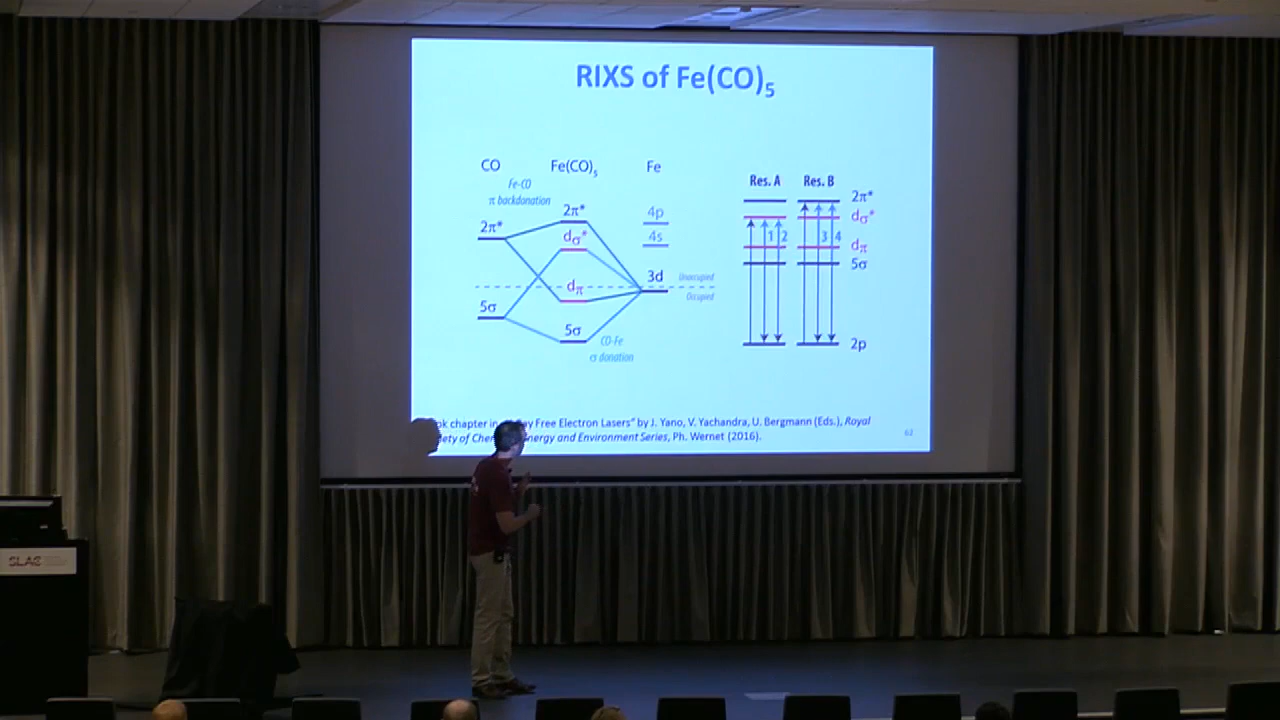 RIXS of Fe(CO)5
CO Fe(CO)5 Fe
Fe-CO
π backdonation
2π*
2π*
4p
dσ*
4s
3d
Unoccupied
dπ
Occupied
5σ
5σ
CO-Fe
σ donation
Res. A Res. B
2π*
dσ*
1 2 3 4
dπ
5σ
2p
chapter in Free Electron Lasers” by J. Yano, V. Yachandra, U. Bergmann (Eds.), Royal
Energy and Environment Series, Ph. Wernet (2016).
62
SLAC